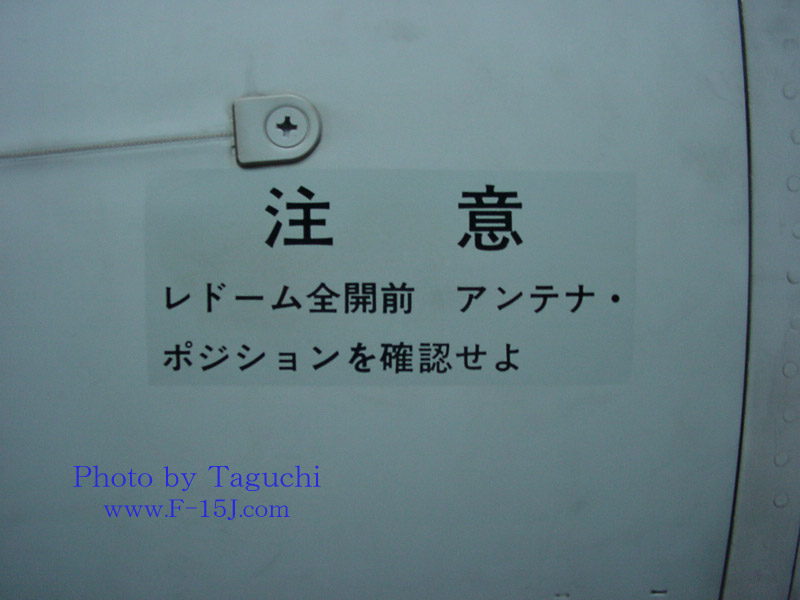 注 意
レドーム全開前 アンテナ・
ポジションを確認せよ
Photo by Taguchi
www.F-15J.com